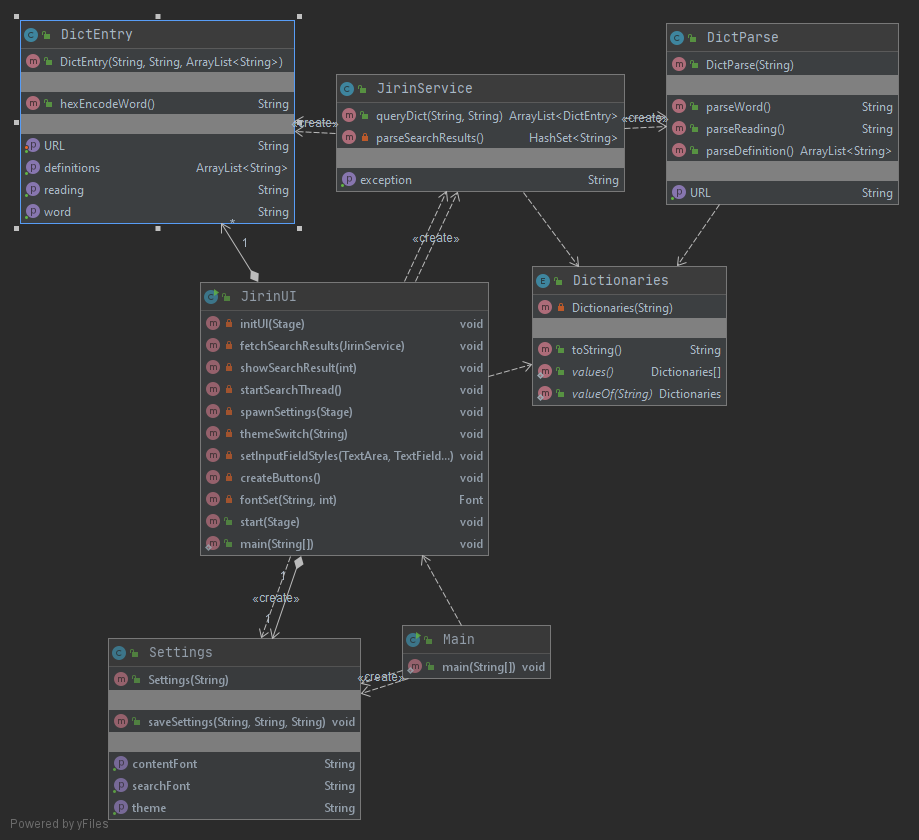 DictEntry
DictEntry(String, String, ArrayList<String>)
hexEncodeWord() String
URL String
definitions ArrayList<String>
reading String
word String
«create»
JirinService
queryDict(String, String) ArrayList<DictEntry>
parseSearchResults() HashSet<String>
exception String
«create»
DictParse
DictParse(String)
parseWord() String
parseReading() String
parseDefinition() ArrayList<String>
URL String
*
1
«create»
Dictionaries
Dictionaries(String)
toString() String
values() Dictionaries[]
valueOf(String) Dictionaries
JirinUI
initUI(Stage) void
fetchSearchResults(JirinService) void
showSearchResult(int) void
startSearchThread() void
spawnSettings(Stage) void
themeSwitch(String) void
setInputFieldStyles(TextArea, TextField...) void
createButtons() void
fontSet(String, int) Font
start(Stage) void
main(String[]) void
1
«create»
1
Main
main(String[]) void
«create»
Settings
Settings(String)
saveSettings(String, String, String) void
contentFont String
searchFont String
theme String
Powered by yFiles